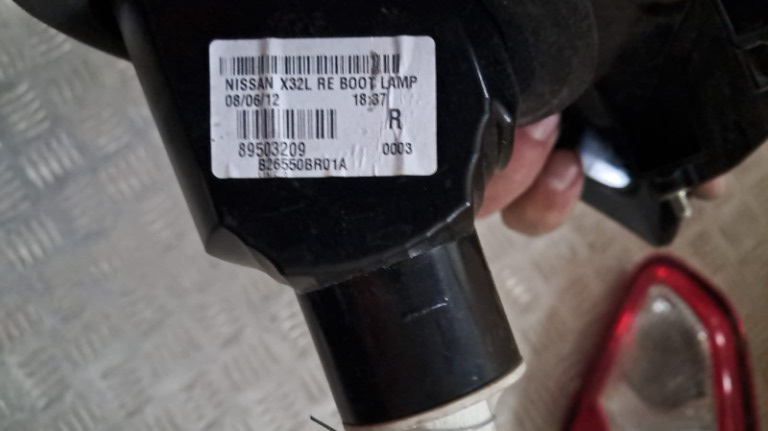 NISSAN X32L RE BOOT LAMP
08/06/12 18:37
R
89503209 0003
B26550BR01A